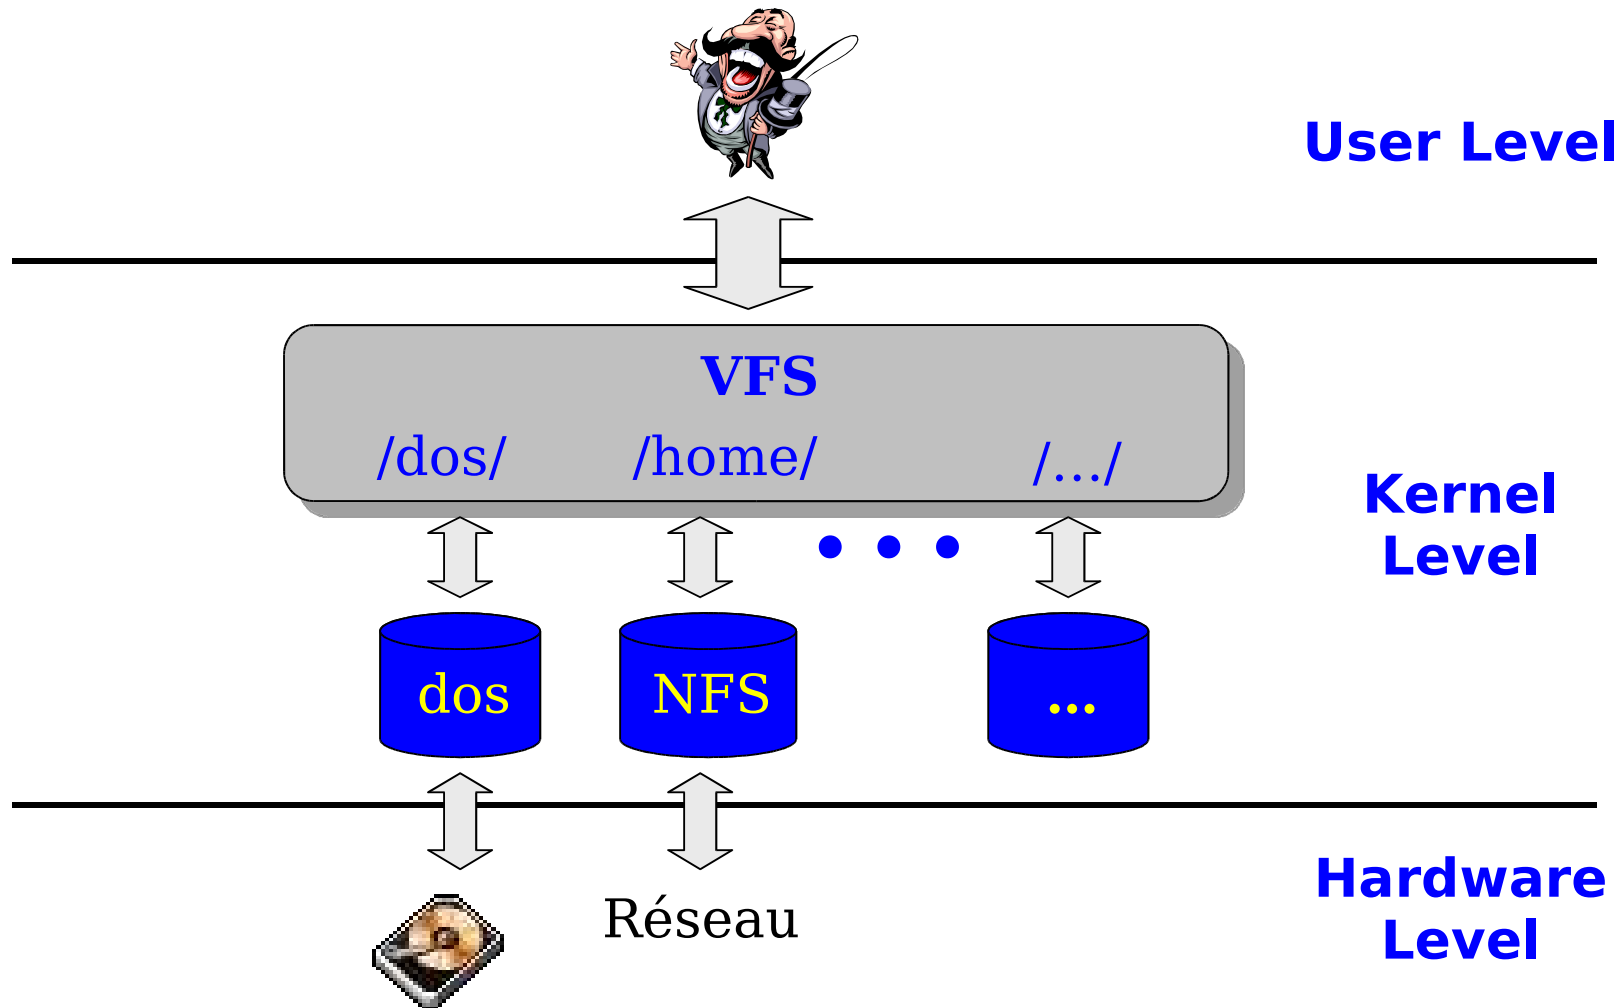 User Level
VFS
/dos/ /home/ /.../
Kernel
Level
dos NFS ...
Réseau
Hardware
Level